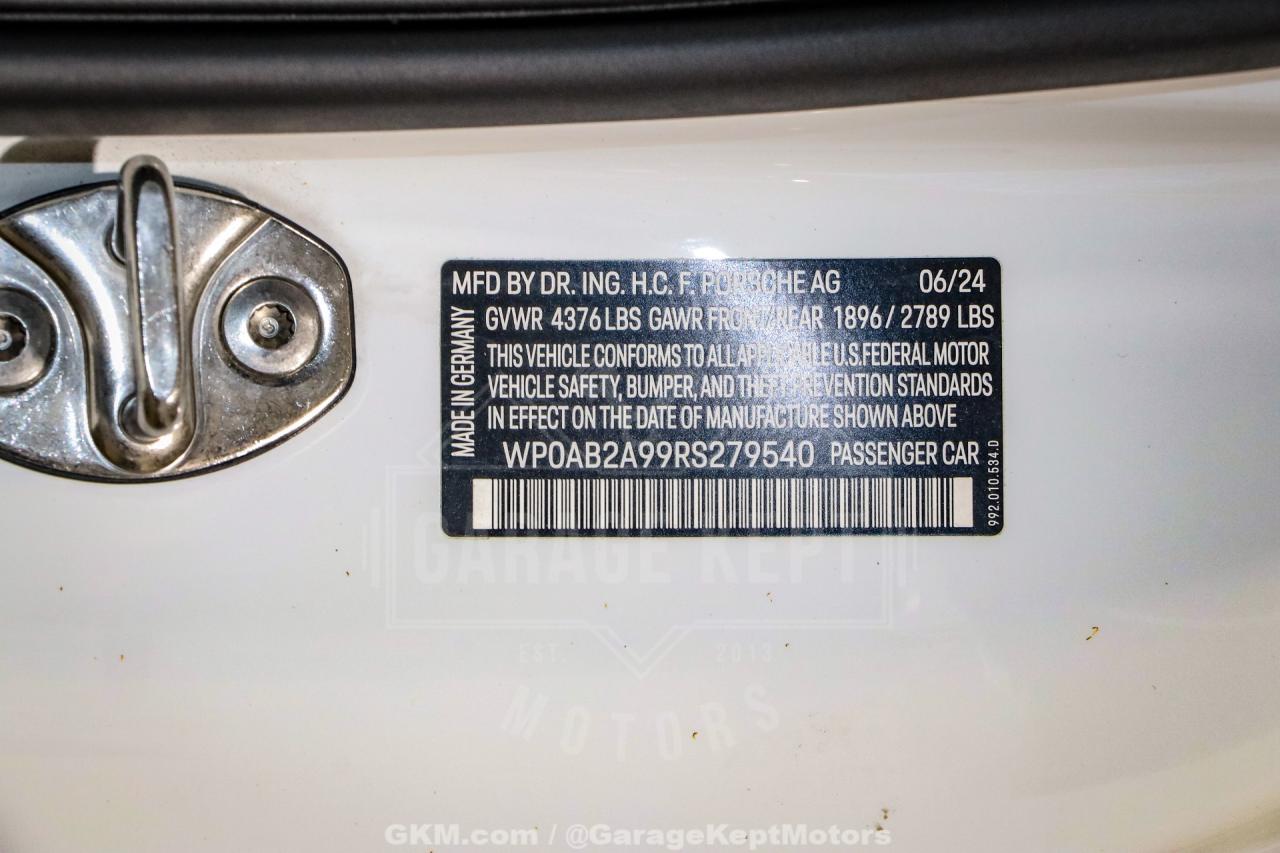 MFD BY DR. ING. H.C. F. PORSCHE AG 06/24
GVWR 4376 LBS GAWR FRONT/REAR 1896 / 2789 LBS
THIS VEHICLE CONFORMS TO ALL APPLICABLE U.S. FEDERAL MOTOR
VEHICLE SAFETY, BUMPER, AND THEFT PREVENTION STANDARDS
IN EFFECT ON THE DATE OF MANUFACTURE SHOWN ABOVE
WP0AB2A99RS279540 PASSENGER CAR
MADE IN GERMANY
992.010.534.D
GARAGE KEPT
EST. 2013
MOTORS
GKM.com / @GarageKeptMotors